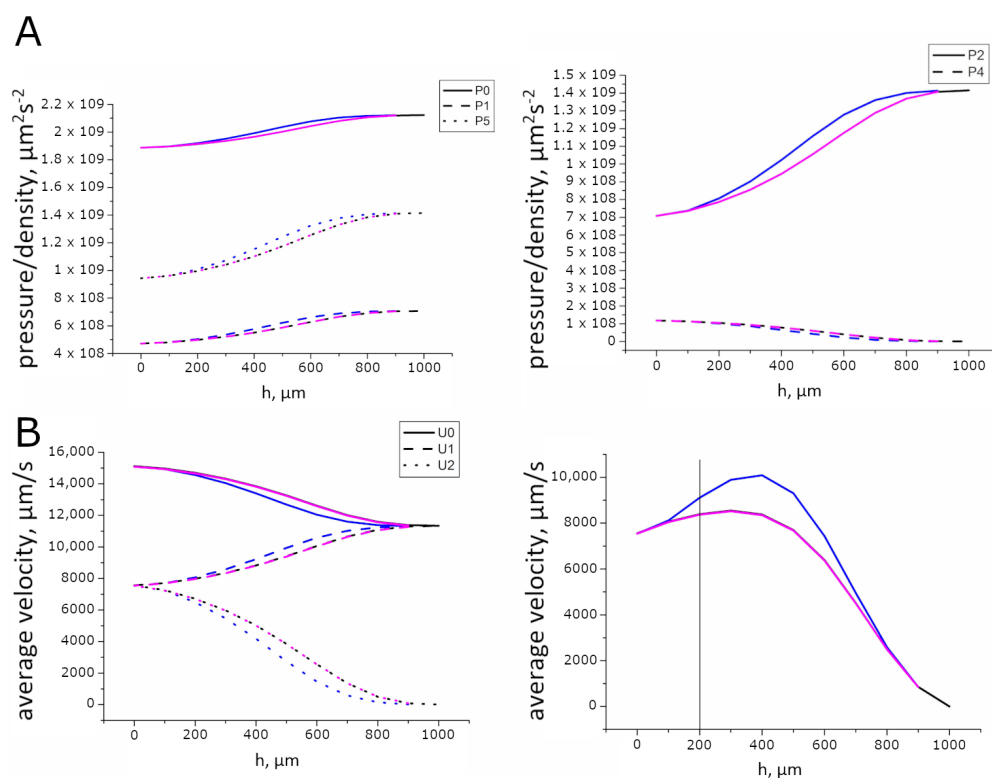 A
P0
P1
P5
2.2 x 109
2.1 x 109
2 x 109
1.9 x 109
1.8 x 109
1.6 x 109
1.4 x 109
1.2 x 109
1 x 109
8 x 108
6 x 108
4 x 108
pressure/density, µm²s⁻²
0 200 400 600 800 1000
h, µm
P2
P4
1.5 x 109
1.4 x 109
1.3 x 109
1.2 x 109
1.1 x 109
1 x 109
9 x 108
8 x 108
7 x 108
6 x 108
5 x 108
4 x 108
3 x 108
2 x 108
1 x 108
0
pressure/density, µm²s⁻²
0 200 400 600 800 1000
h, µm
B
U0
U1
U2
16,000
14,000
12,000
10,000
8000
6000
4000
2000
0
average velocity, µm/s
0 200 400 600 800 1000
h, µm
10,000
8000
6000
4000
2000
0
average velocity, µm/s
0 200 400 600 800 1000
h, µm